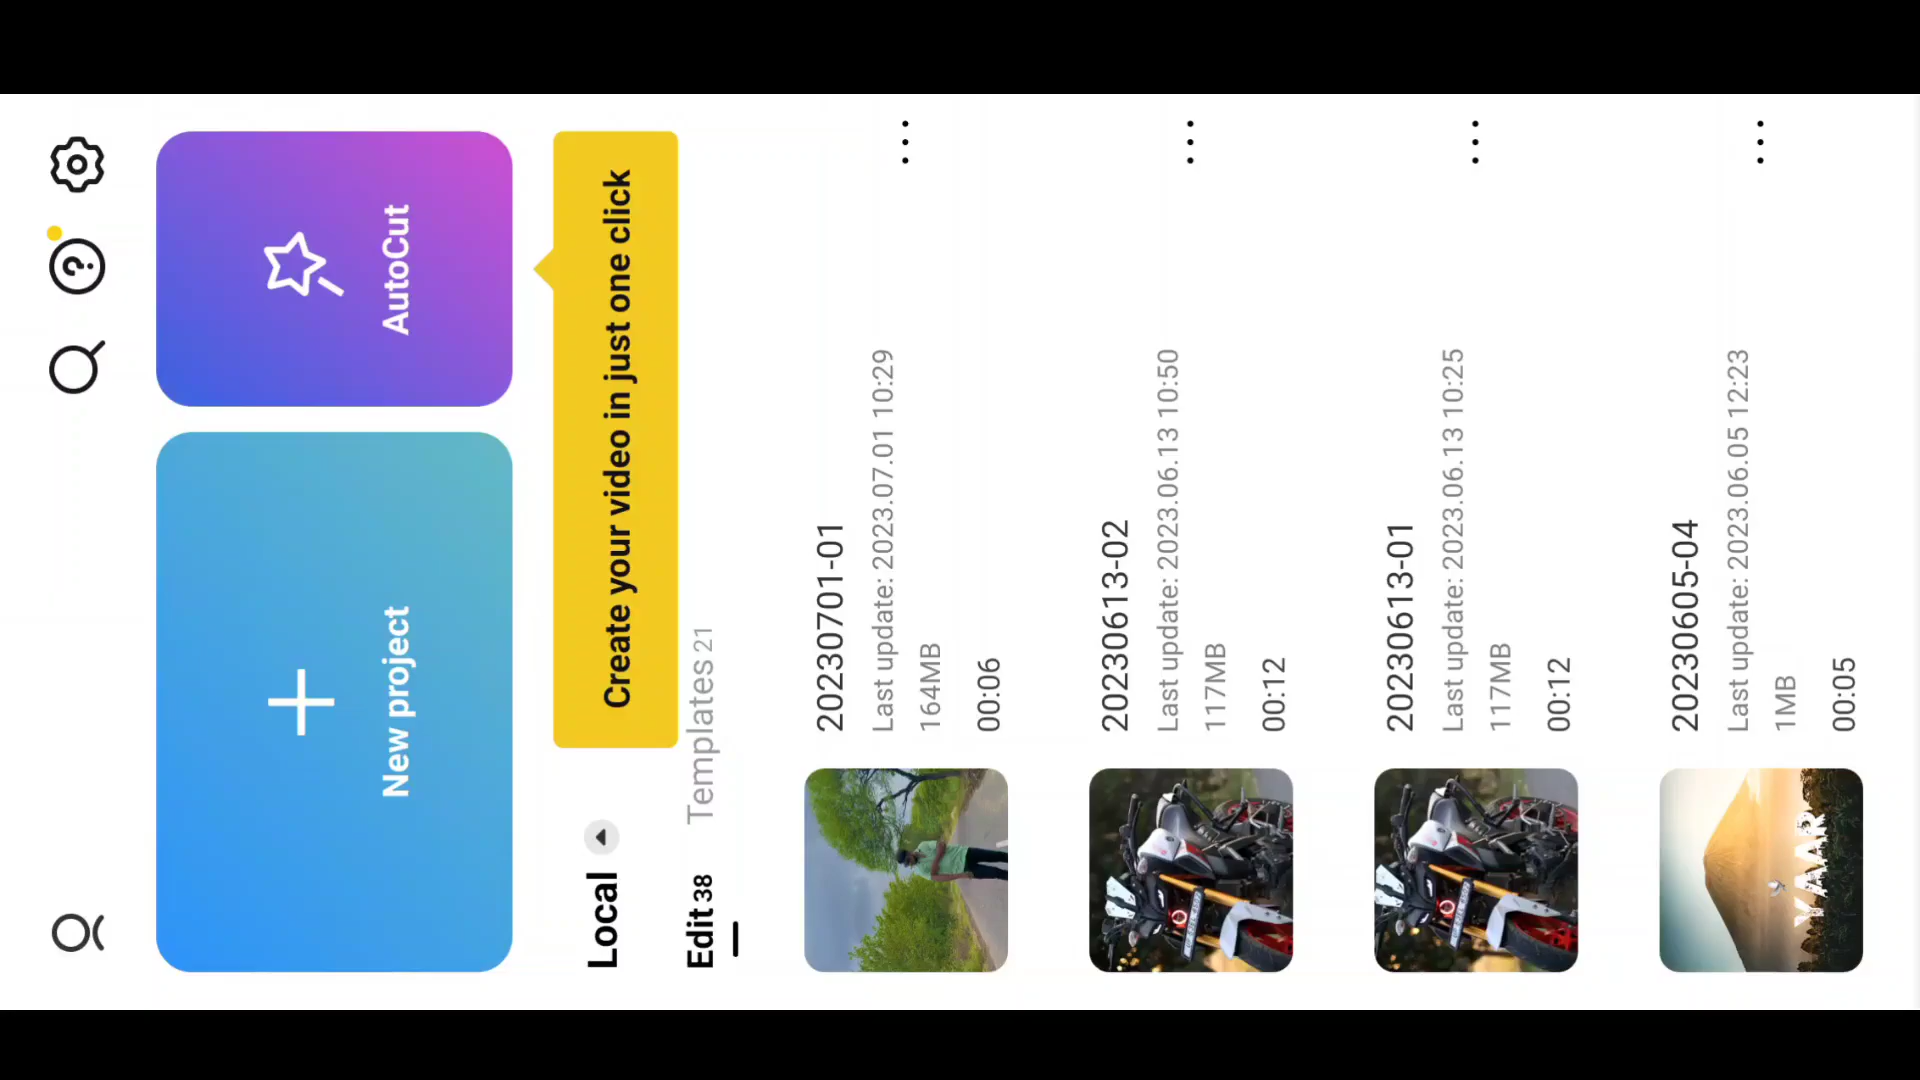 New project
AutoCut
Create your video in just one click
Local
Edit 38
Templates 21
20230701-01
Last update: 2023.07.01 10:29
164MB
00:06
20230613-02
Last update: 2023.06.13 10:50
117MB
00:12
20230613-01
Last update: 2023.06.13 10:25
117MB
00:12
20230605-04
Last update: 2023.06.05 12:23
1MB
00:05
YAAR